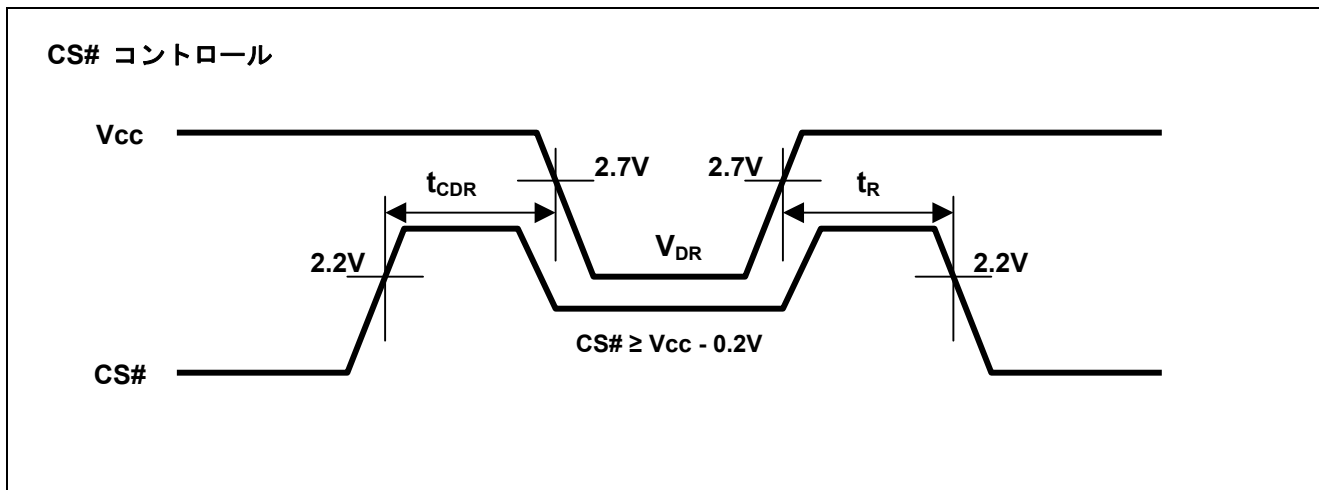 CS# コントロール
Vcc
2.7V 2.7V
tCDR tR
2.2V VDR 2.2V
CS# ≥ Vcc - 0.2V
CS#